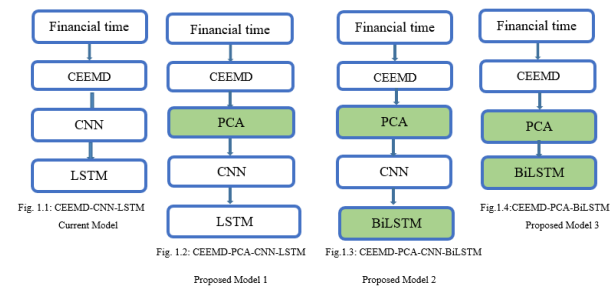 Financial time
CEEMD
CNN
LSTM
Fig. 1.1: CEEMD-CNN-LSTM
Current Model
Financial time
CEEMD
PCA
CNN
LSTM
Fig. 1.2: CEEMD-PCA-CNN-LSTM
Proposed Model 1
Financial time
CEEMD
PCA
CNN
BiLSTM
Fig.1.3: CEEMD-PCA-CNN-BiLSTM
Proposed Model 2
Financial time
CEEMD
PCA
BiLSTM
Fig.1.4:CEEMD-PCA-BiLSTM
Proposed Model 3